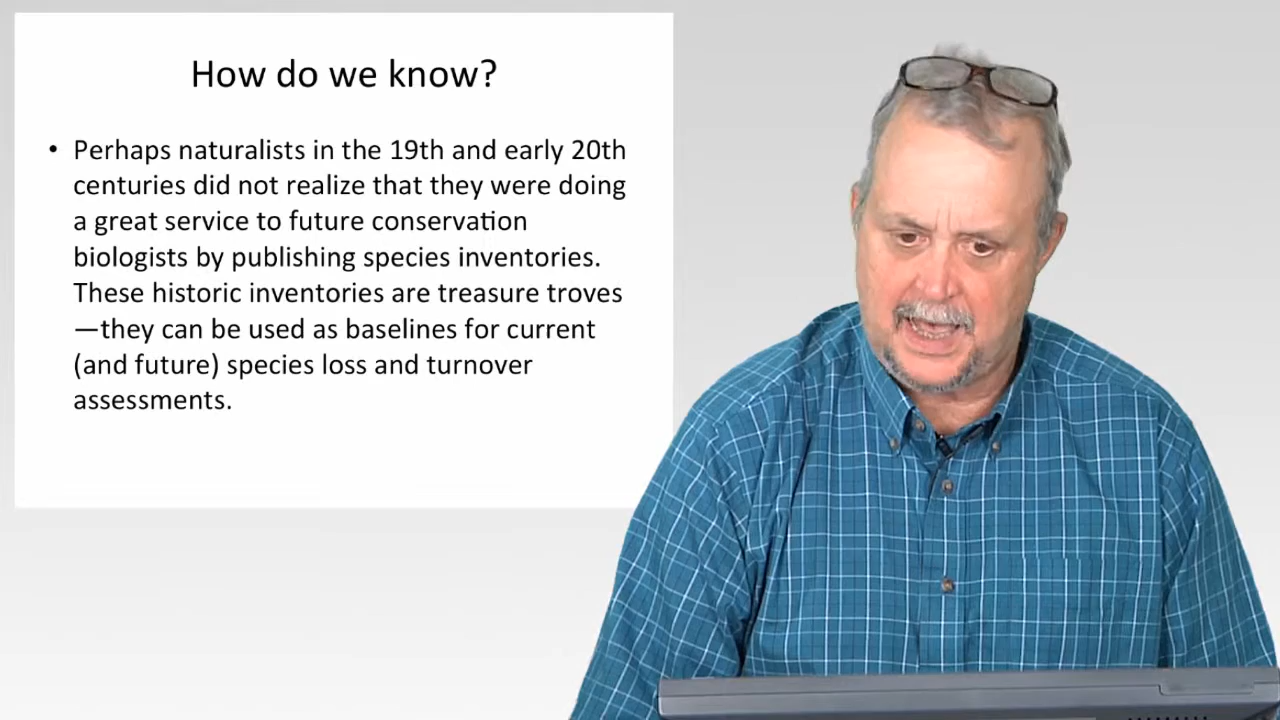 How do we know?
• Perhaps naturalists in the 19th and early 20th
centuries did not realize that they were doing
a great service to future conservation
biologists by publishing species inventories.
These historic inventories are treasure troves
—they can be used as baselines for current
(and future) species loss and turnover
assessments.